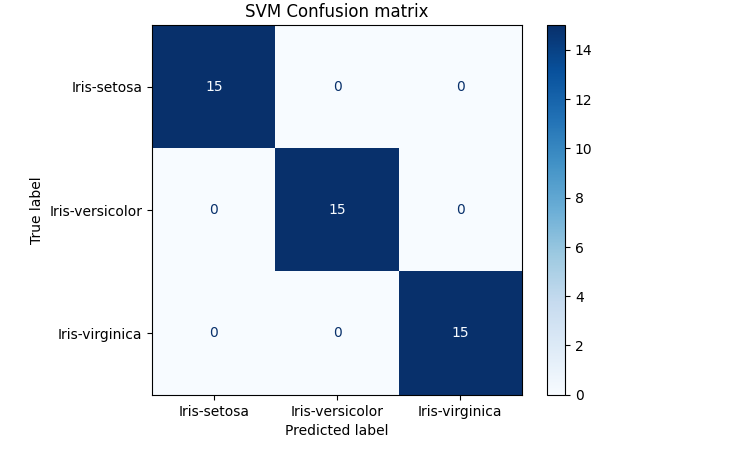 SVM Confusion matrix
True label
Iris-setosa 15 0 0
Iris-versicolor 0 15 0
Iris-virginica 0 0 15
Iris-setosa Iris-versicolor Iris-virginica
Predicted label
14
12
10
8
6
4
2
0